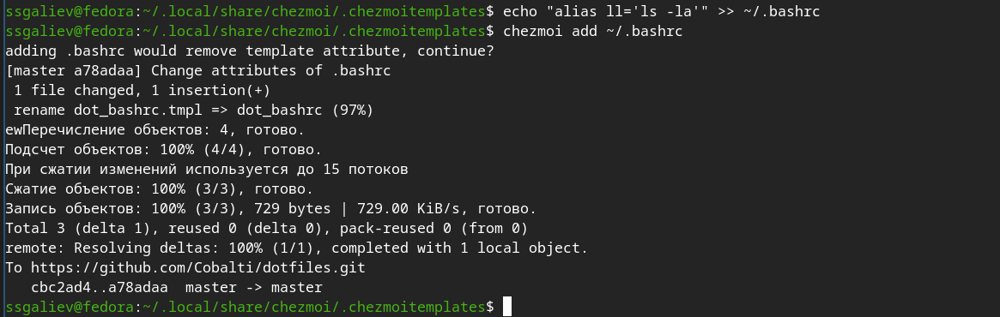 ssgaliev@fedora:~/.local/share/chezmoi/.chezmoitemplates$ echo "alias ll='ls -la'" >> ~/.bashrc
ssgaliev@fedora:~/.local/share/chezmoi/.chezmoitemplates$ chezmoi add ~/.bashrc
adding .bashrc would remove template attribute, continue?
[master a78adaa] Change attributes of .bashrc
 1 file changed, 1 insertion(+)
 rename dot_bashrc.tmpl => dot_bashrc (97%)
ewПеречисление объектов: 4, готово.
Подсчет объектов: 100% (4/4), готово.
При сжатии изменений используется до 15 потоков
Сжатие объектов: 100% (3/3), готово.
Запись объектов: 100% (3/3), 729 bytes | 729.00 KiB/s, готово.
Total 3 (delta 1), reused 0 (delta 0), pack-reused 0 (from 0)
remote: Resolving deltas: 100% (1/1), completed with 1 local object.
To https://github.com/Cobalti/dotfiles.git
   cbc2ad4..a78adaa  master -> master
ssgaliev@fedora:~/.local/share/chezmoi/.chezmoitemplates$